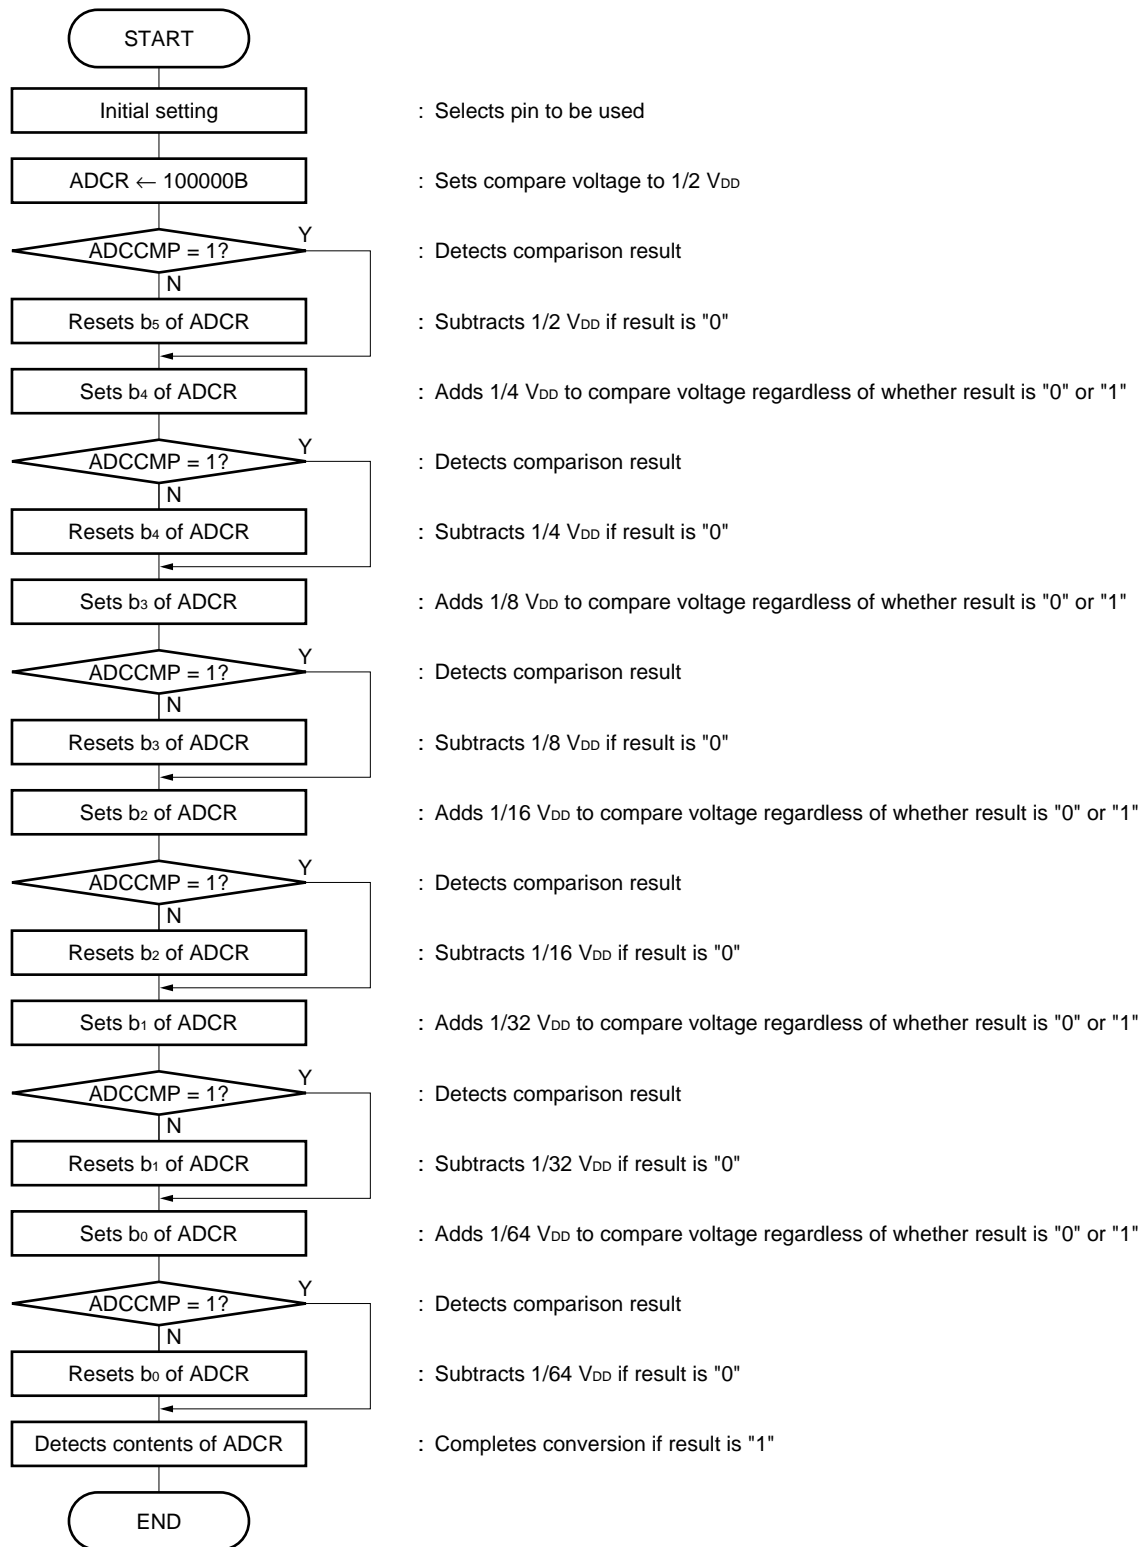 START
Initial setting : Selects pin to be used
ADCR ← 100000B : Sets compare voltage to 1/2 VDD
Y
ADCCMP = 1? : Detects comparison result
N
Resets b5 of ADCR : Subtracts 1/2 VDD if result is "0"
Sets b4 of ADCR : Adds 1/4 VDD to compare voltage regardless of whether result is "0" or "1"
Y
ADCCMP = 1? : Detects comparison result
N
Resets b4 of ADCR : Subtracts 1/4 VDD if result is "0"
Sets b3 of ADCR : Adds 1/8 VDD to compare voltage regardless of whether result is "0" or "1"
Y
ADCCMP = 1? : Detects comparison result
N
Resets b3 of ADCR : Subtracts 1/8 VDD if result is "0"
Sets b2 of ADCR : Adds 1/16 VDD to compare voltage regardless of whether result is "0" or "1"
Y
ADCCMP = 1? : Detects comparison result
N
Resets b2 of ADCR : Subtracts 1/16 VDD if result is "0"
Sets b1 of ADCR : Adds 1/32 VDD to compare voltage regardless of whether result is "0" or "1"
Y
ADCCMP = 1? : Detects comparison result
N
Resets b1 of ADCR : Subtracts 1/32 VDD if result is "0"
Sets b0 of ADCR : Adds 1/64 VDD to compare voltage regardless of whether result is "0" or "1"
Y
ADCCMP = 1? : Detects comparison result
N
Resets b0 of ADCR : Subtracts 1/64 VDD if result is "0"
Detects contents of ADCR : Completes conversion if result is "1"
END